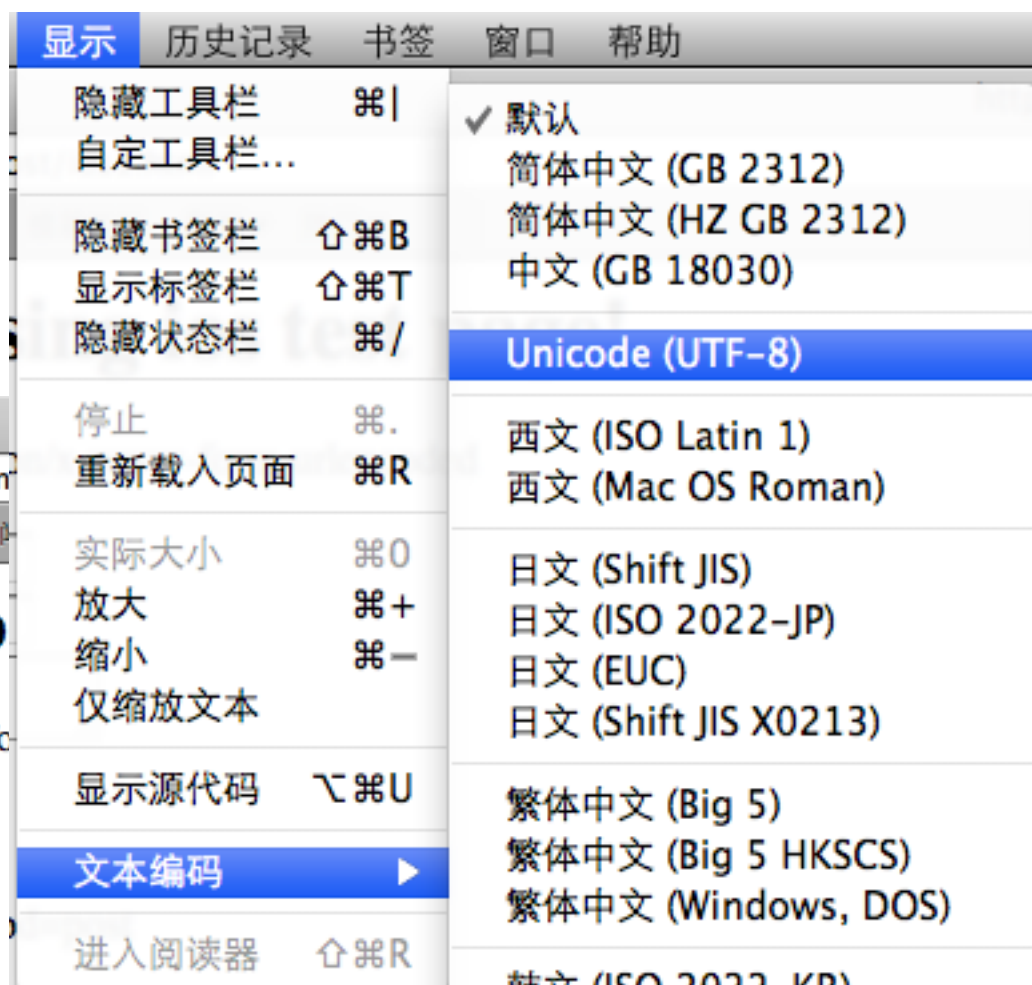 显示 历史记录 书签 窗口 帮助
隐藏工具栏 ⌘|
自定工具栏...
隐藏书签栏 ⇧⌘B
显示标签栏 ⇧⌘T
隐藏状态栏 ⌘/
停止 ⌘.
重新载入页面 ⌘R
实际大小 ⌘0
放大 ⌘+
缩小 ⌘−
仅缩放文本
显示源代码 ⌥⌘U
文本编码 ▶
进入阅读器 ⇧⌘R
✓ 默认
简体中文 (GB 2312)
简体中文 (HZ GB 2312)
中文 (GB 18030)
Unicode (UTF-8)
西文 (ISO Latin 1)
西文 (Mac OS Roman)
日文 (Shift JIS)
日文 (ISO 2022-JP)
日文 (EUC)
日文 (Shift JIS X0213)
繁体中文 (Big 5)
繁体中文 (Big 5 HKSCS)
繁体中文 (Windows, DOS)
韩文 (ISO 2022-KR)